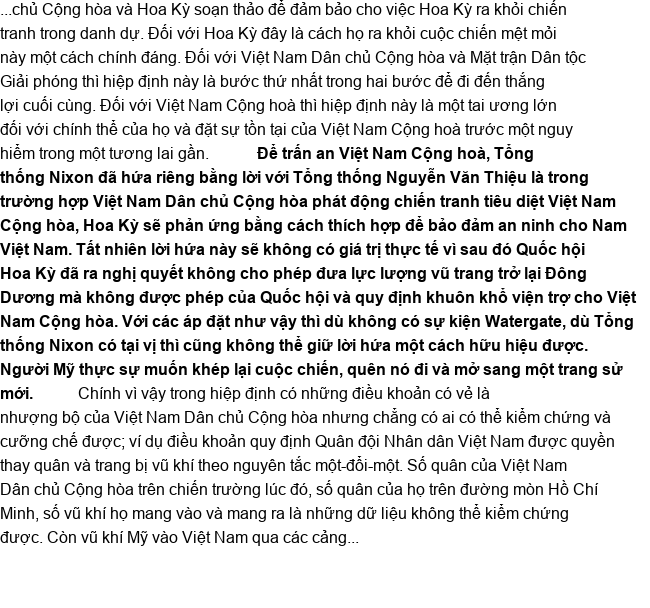 ...chủ Cộng hòa và Hoa Kỳ soạn thảo để đảm bảo cho việc Hoa Kỳ ra khỏi chiến
tranh trong danh dự. Đối với Hoa Kỳ đây là cách họ ra khỏi cuộc chiến mệt mỏi
này một cách chính đáng. Đối với Việt Nam Dân chủ Cộng hòa và Mặt trận Dân tộc
Giải phóng thì hiệp định này là bước thứ nhất trong hai bước để đi đến thắng
lợi cuối cùng. Đối với Việt Nam Cộng hoà thì hiệp định này là một tai ương lớn
đối với chính thể của họ và đặt sự tồn tại của Việt Nam Cộng hoà trước một nguy
hiểm trong một tương lai gần. Để trấn an Việt Nam Cộng hoà, Tổng
thống Nixon đã hứa riêng bằng lời với Tổng thống Nguyễn Văn Thiệu là trong
trường hợp Việt Nam Dân chủ Cộng hòa phát động chiến tranh tiêu diệt Việt Nam
Cộng hòa, Hoa Kỳ sẽ phản ứng bằng cách thích hợp để bảo đảm an ninh cho Nam
Việt Nam. Tất nhiên lời hứa này sẽ không có giá trị thực tế vì sau đó Quốc hội
Hoa Kỳ đã ra nghị quyết không cho phép đưa lực lượng vũ trang trở lại Đông
Dương mà không được phép của Quốc hội và quy định khuôn khổ viện trợ cho Việt
Nam Cộng hòa. Với các áp đặt như vậy thì dù không có sự kiện Watergate, dù Tổng
thống Nixon có tại vị thì cũng không thể giữ lời hứa một cách hữu hiệu được.
Người Mỹ thực sự muốn khép lại cuộc chiến, quên nó đi và mở sang một trang sử
mới. Chính vì vậy trong hiệp định có những điều khoản có vẻ là
nhượng bộ của Việt Nam Dân chủ Cộng hòa nhưng chẳng có ai có thể kiểm chứng và
cưỡng chế được; ví dụ điều khoản quy định Quân đội Nhân dân Việt Nam được quyền
thay quân và trang bị vũ khí theo nguyên tắc một-đổi-một. Số quân của Việt Nam
Dân chủ Cộng hòa trên chiến trường lúc đó, số quân của họ trên đường mòn Hồ Chí
Minh, số vũ khí họ mang vào và mang ra là những dữ liệu không thể kiểm chứng
được. Còn vũ khí Mỹ vào Việt Nam qua các cảng...